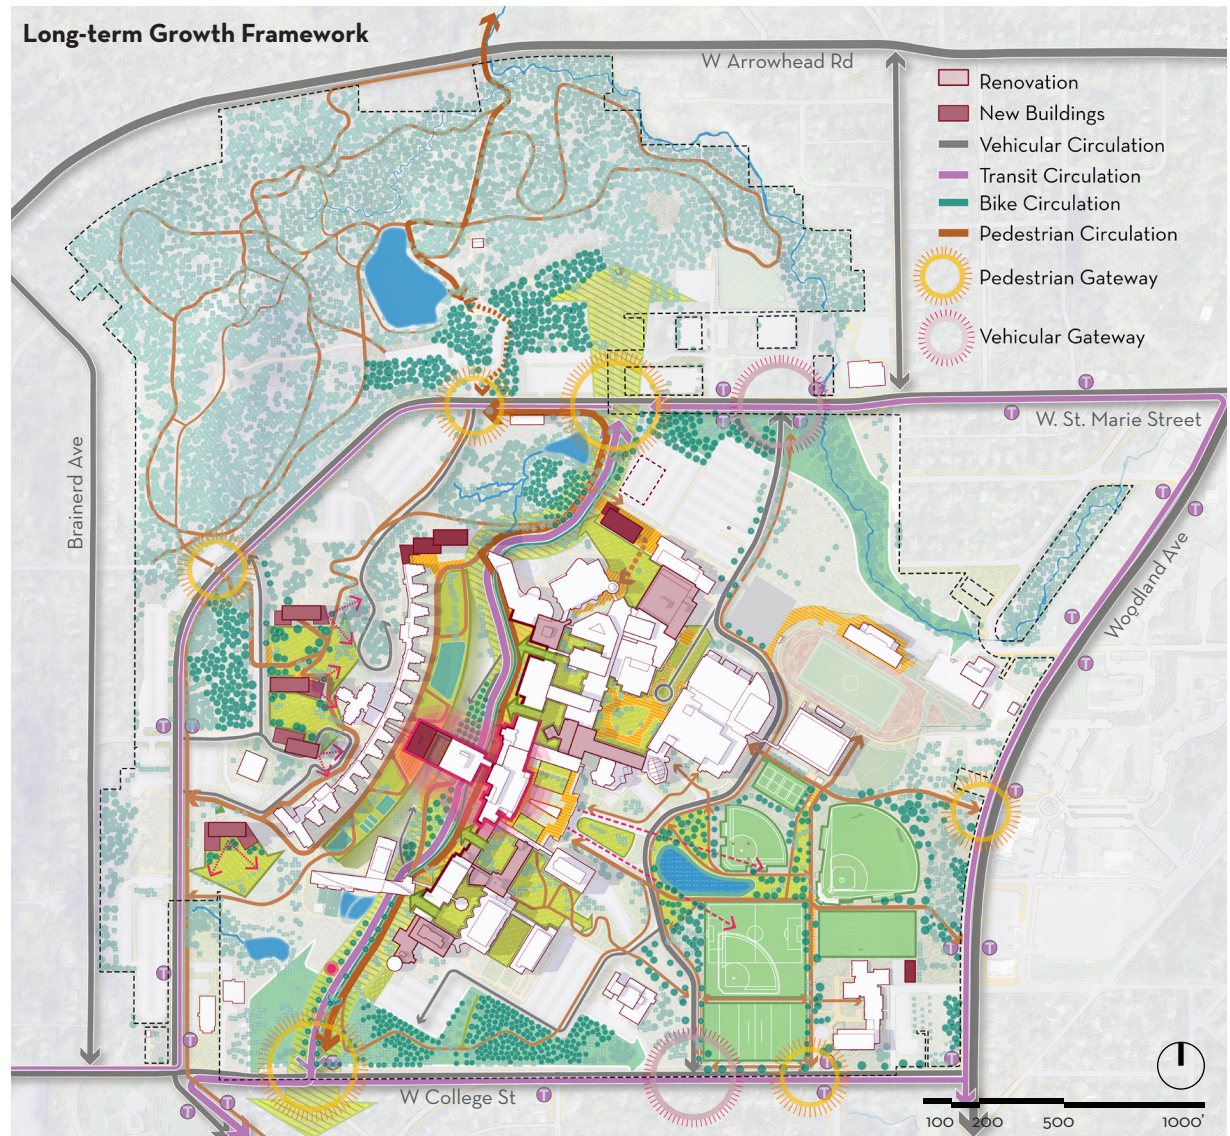 Long-term Growth Framework
W Arrowhead Rd
Renovation
New Buildings
Vehicular Circulation
Transit Circulation
Bike Circulation
Pedestrian Circulation
Pedestrian Gateway
Vehicular Gateway
T
T
T
T
T
T
W. St. Marie Street
Brainerd Ave
T
T
Woodland Ave
T
T
T
T
T
T
T
T
T
T
T
T
W College St
T
T
T
T
100
200
500
1000'